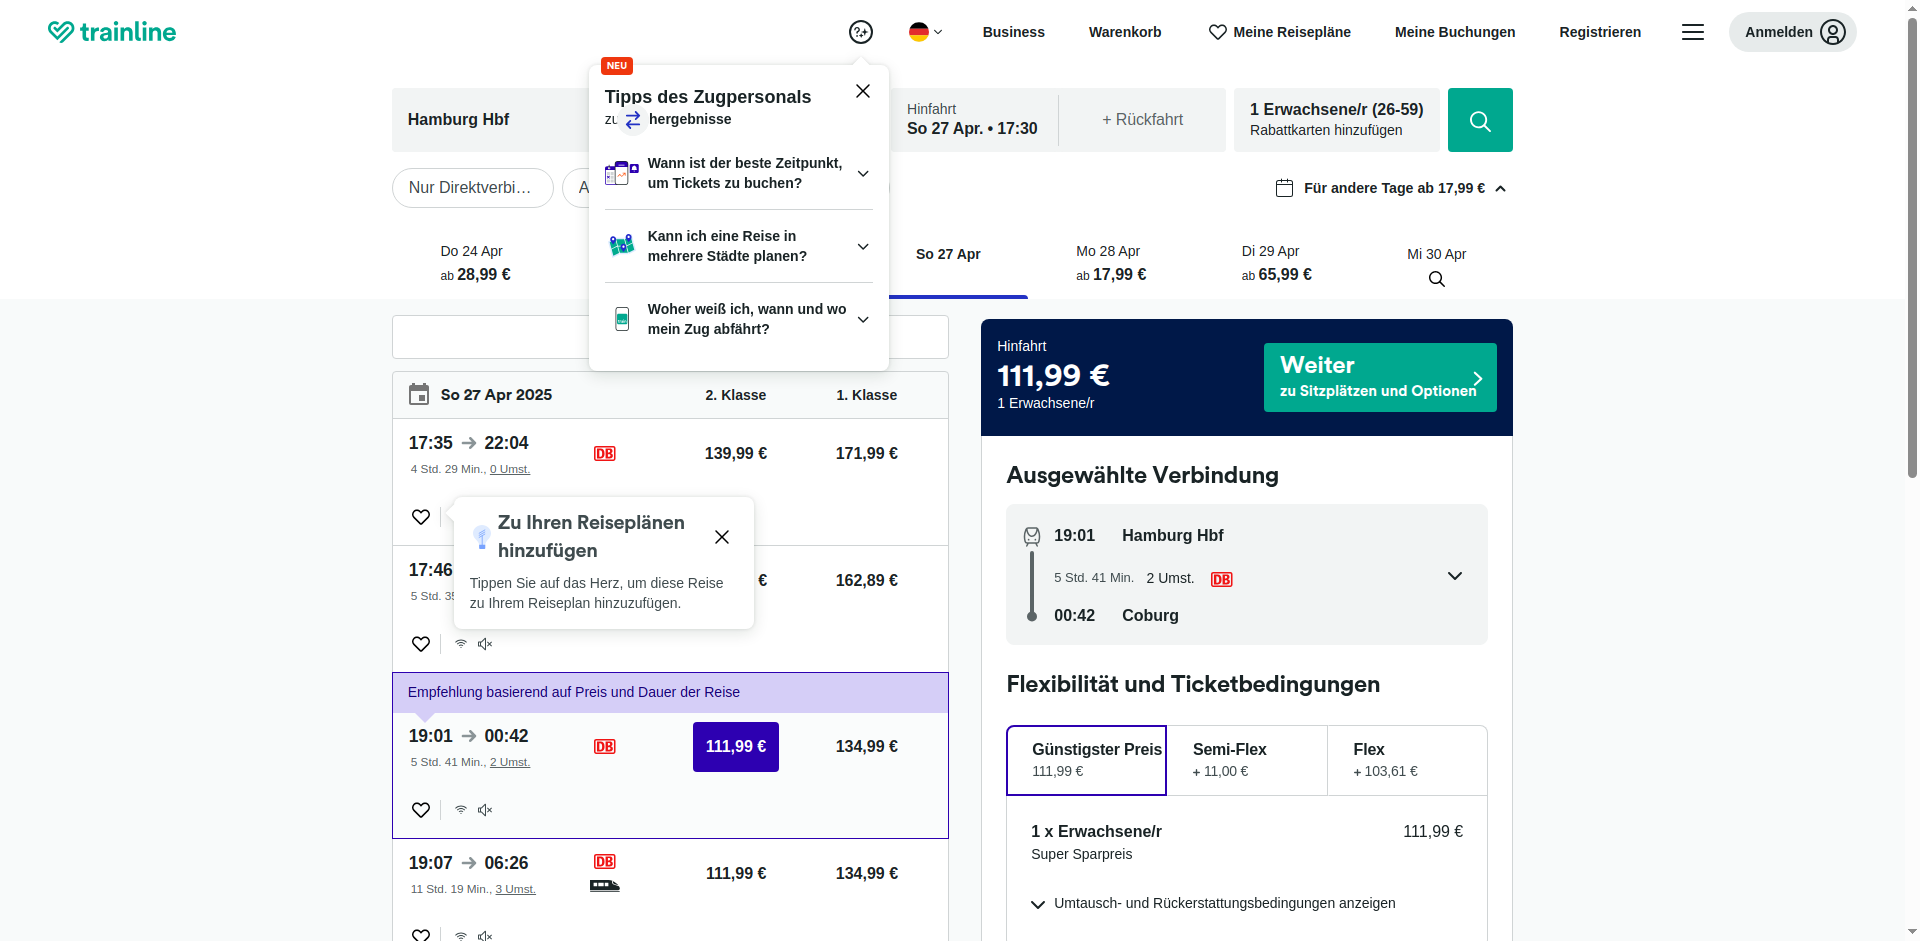 trainline
Business
Warenkorb
Meine Reisepläne
Meine Buchungen
Registrieren
Anmelden
NEU
Tipps des Zugpersonals
zu
hergebnisse
Wann ist der beste Zeitpunkt,
um Tickets zu buchen?
Kann ich eine Reise in
mehrere Städte planen?
Woher weiß ich, wann und wo
mein Zug abfährt?
Hamburg Hbf
Hinfahrt
So 27 Apr. • 17:30
+ Rückfahrt
1 Erwachsene/r (26-59)
Rabattkarten hinzufügen
Nur Direktverbi…
A
Für andere Tage ab 17,99 €
Do 24 Apr
ab 28,99 €
So 27 Apr
Mo 28 Apr
ab 17,99 €
Di 29 Apr
ab 65,99 €
Mi 30 Apr
So 27 Apr 2025
2. Klasse
1. Klasse
17:35 → 22:04
DB
139,99 €
171,99 €
4 Std. 29 Min., 0 Umst.
Zu Ihren Reiseplänen
hinzufügen
Tippen Sie auf das Herz, um diese Reise
zu Ihrem Reiseplan hinzuzufügen.
17:46
€
162,89 €
5 Std. 35
Empfehlung basierend auf Preis und Dauer der Reise
19:01 → 00:42
DB
111,99 €
134,99 €
5 Std. 41 Min., 2 Umst.
19:07 → 06:26
DB
111,99 €
134,99 €
11 Std. 19 Min., 3 Umst.
Hinfahrt
111,99 €
1 Erwachsene/r
Weiter
zu Sitzplätzen und Optionen
Ausgewählte Verbindung
19:01 Hamburg Hbf
5 Std. 41 Min. 2 Umst. DB
00:42 Coburg
Flexibilität und Ticketbedingungen
Günstigster Preis
111,99 €
Semi-Flex
+ 11,00 €
Flex
+ 103,61 €
1 x Erwachsene/r
111,99 €
Super Sparpreis
Umtausch- und Rückerstattungsbedingungen anzeigen